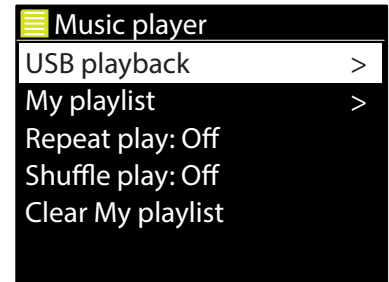 Music player
USB playback >
My playlist >
Repeat play: Off
Shuffle play: Off
Clear My playlist